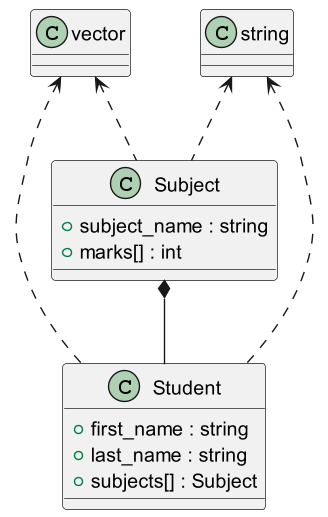 C vector
C string
C Subject
subject_name : string
marks[] : int
C Student
first_name : string
last_name : string
subjects[] : Subject